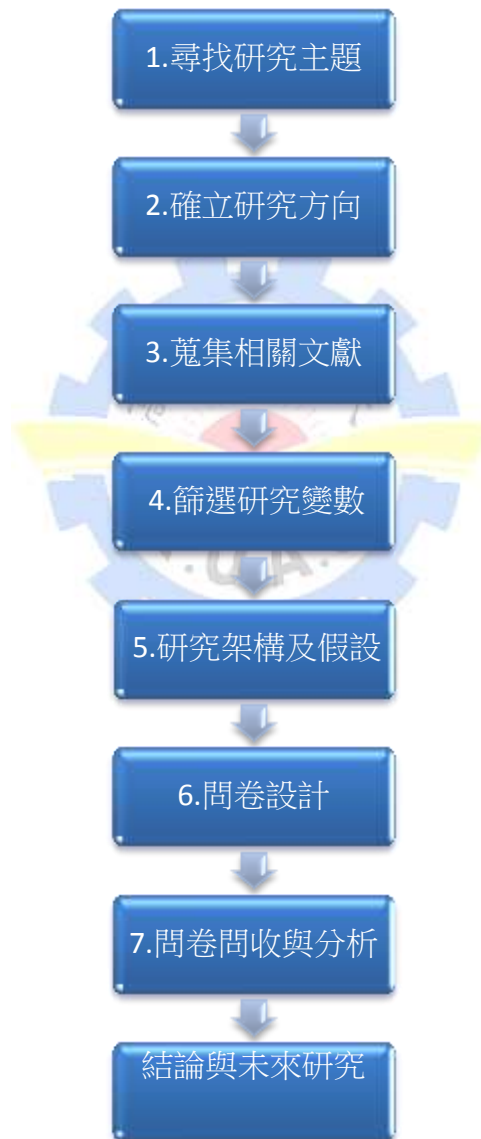 1.尋找研究主題
2.確立研究方向
3.蒐集相關文獻
4.篩選研究變數
5.研究架構及假設
6.問卷設計
7.問卷問收與分析
結論與未來研究